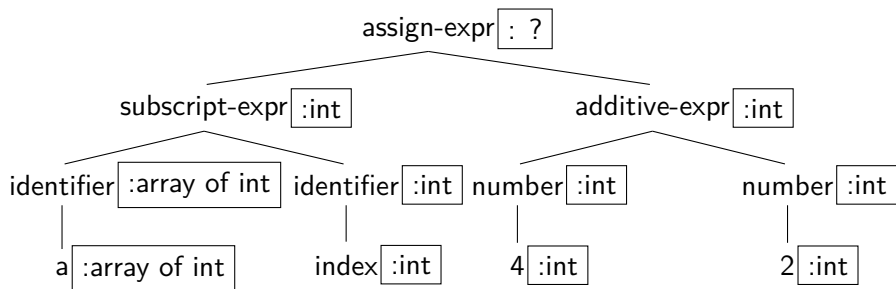 assign-expr : ?
subscript-expr :int additive-expr :int
identifier :array of int identifier :int number :int number :int
a :array of int index :int 4 :int 2 :int